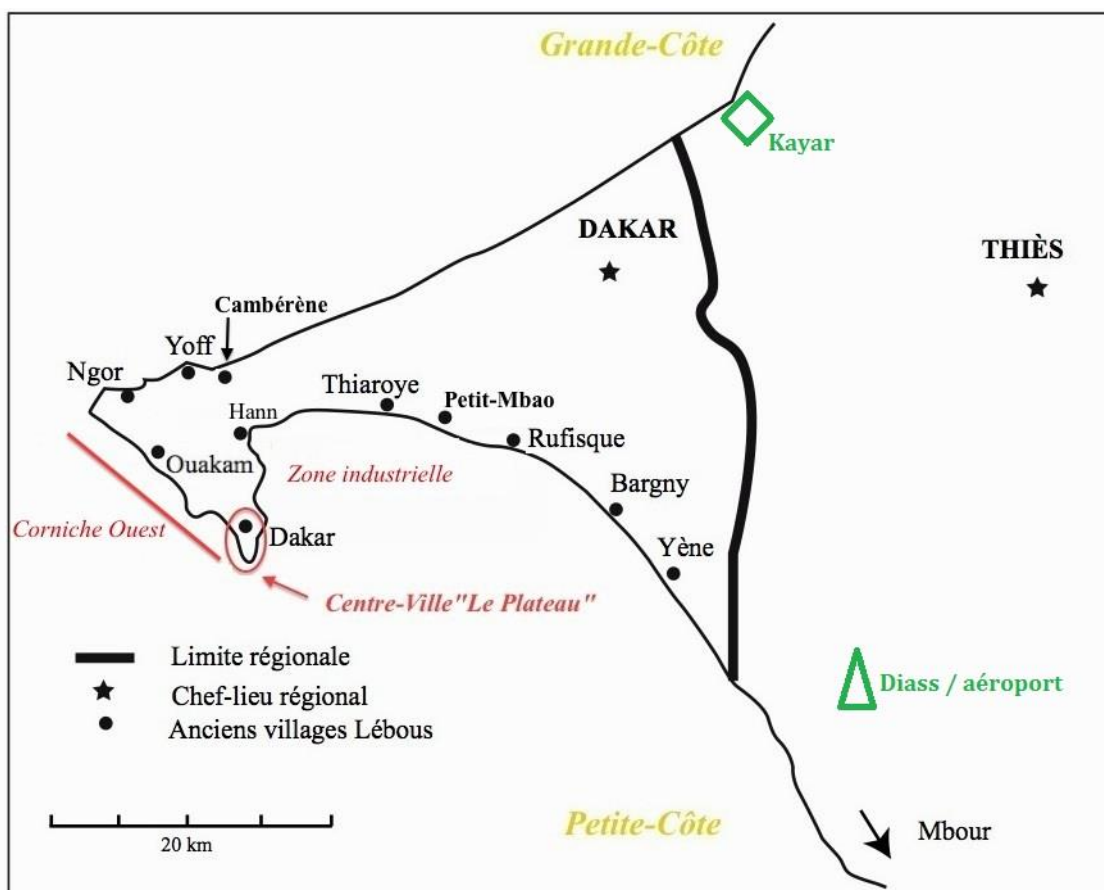 Grande-Côte
Kayar
DAKAR
THIÈS
Cambérène
Yoff
Ngor
Thiaroye
Petit-Mbao
Hann
Rufisque
Ouakam
Zone industrielle
Bargny
Corniche Ouest
Dakar
Yène
Centre-Ville"Le Plateau"
Limite régionale
Diass / aéroport
Chef-lieu régional
Anciens villages Lébous
Petite-Côte
Mbour
20 km